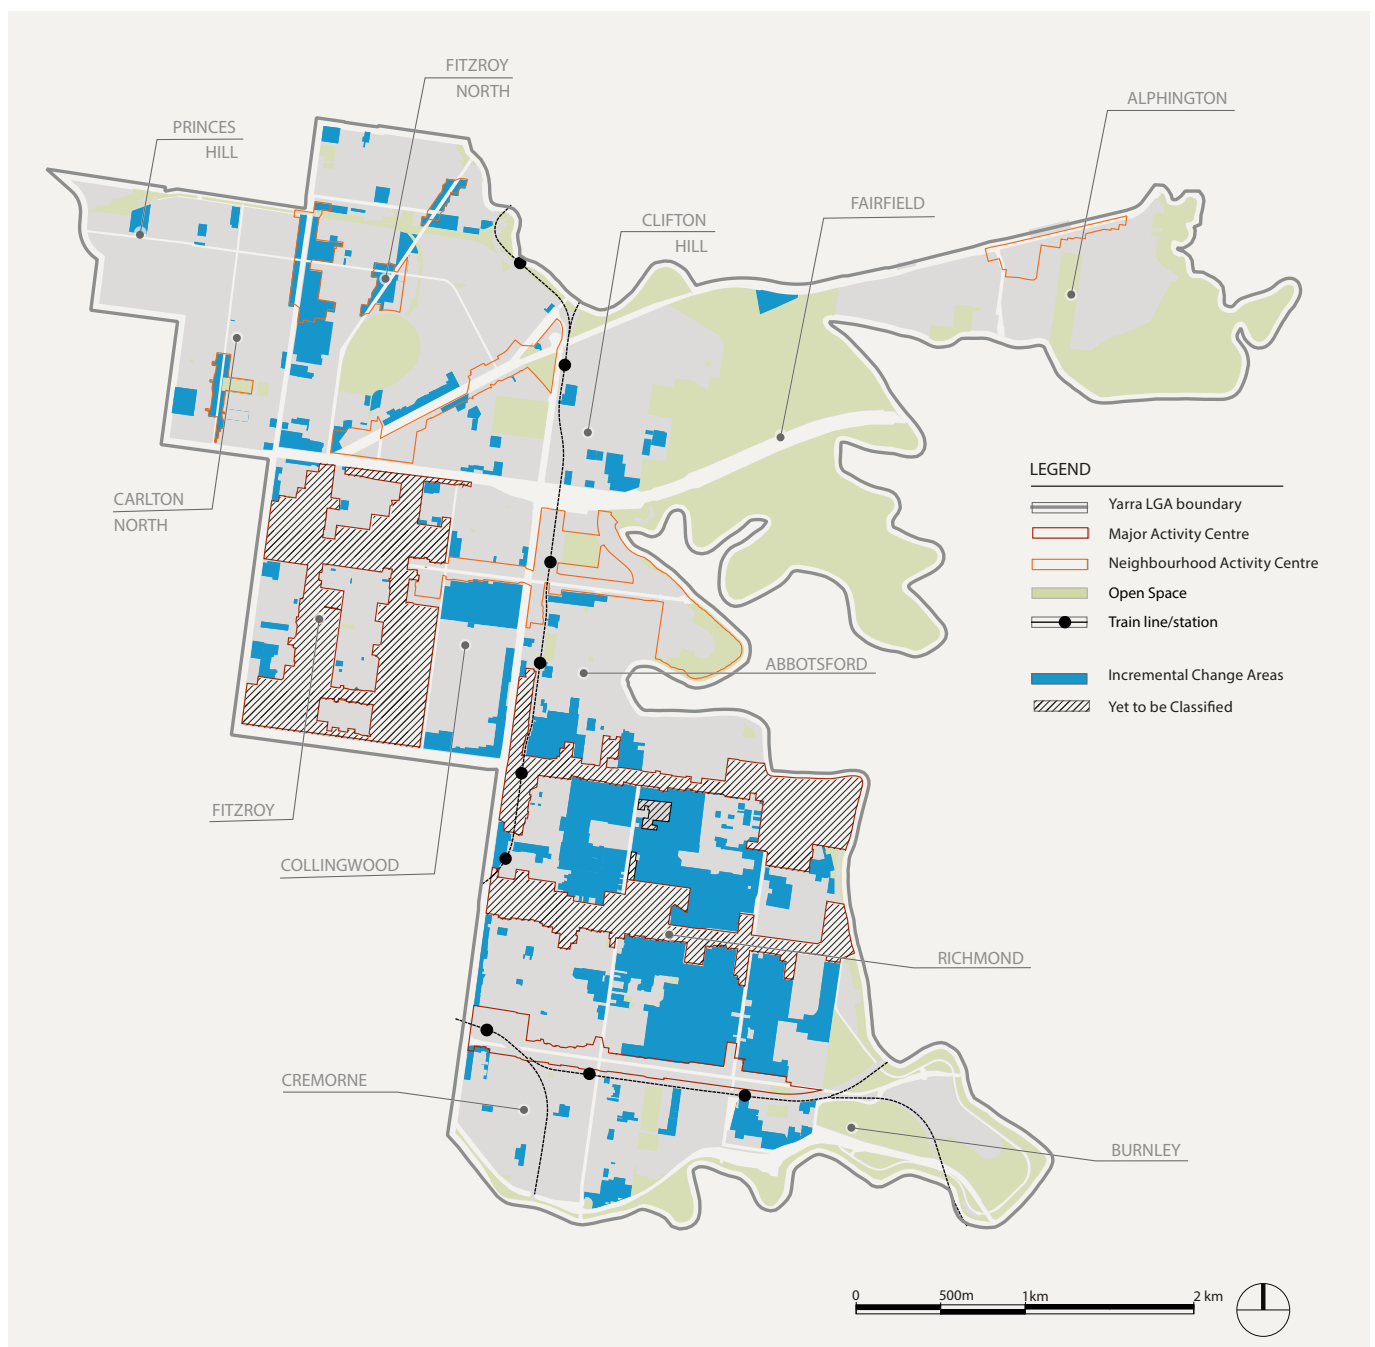 FITZROY
NORTH
ALPHINGTON
PRINCES
HILL
FAIRFIELD
CLIFTON
HILL
CARLTON
NORTH
LEGEND
Yarra LGA boundary
Major Activity Centre
Neighbourhood Activity Centre
Open Space
Train line/station
Incremental Change Areas
Yet to be Classified
ABBOTSFORD
FITZROY
COLLINGWOOD
RICHMOND
CREMORNE
BURNLEY
0 500m 1km 2 km